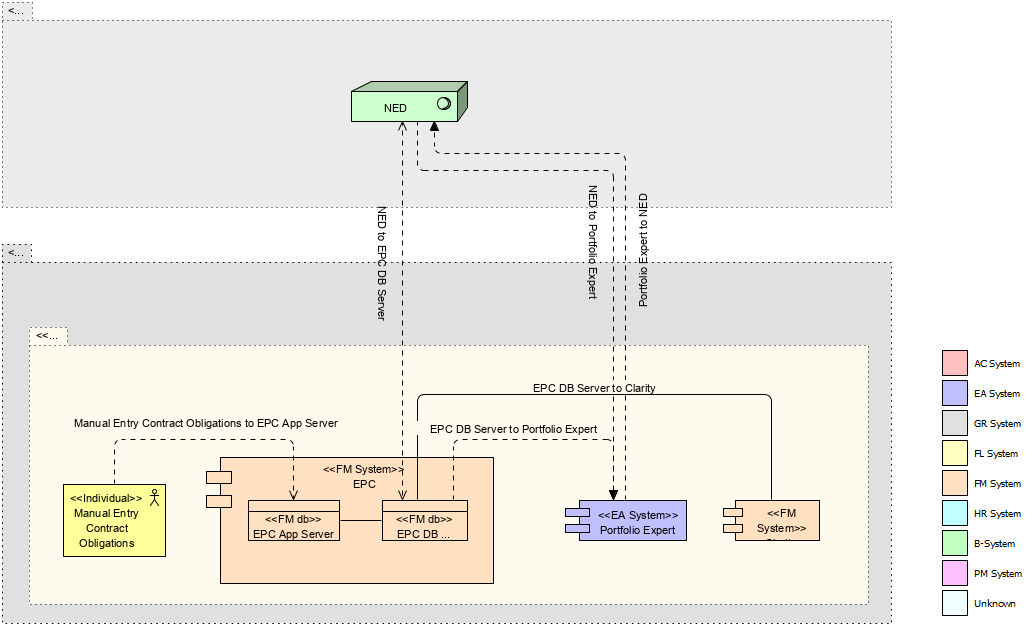 <...
NED
NED to EPC DB Server
NED to Portfolio Expert
Portfolio Expert to NED
<...
<<...
EPC DB Server to Clarity
Manual Entry Contract Obligations to EPC App Server
EPC DB Server to Portfolio Expert
<<FM System>>
EPC
<<Individual>>
Manual Entry
Contract
Obligations
<<FM db>>
EPC App Server
<<FM db>>
EPC DB ...
<<EA System>>
Portfolio Expert
<<FM
System>>
AC System
EA System
GR System
FL System
FM System
HR System
B-System
PM System
Unknown